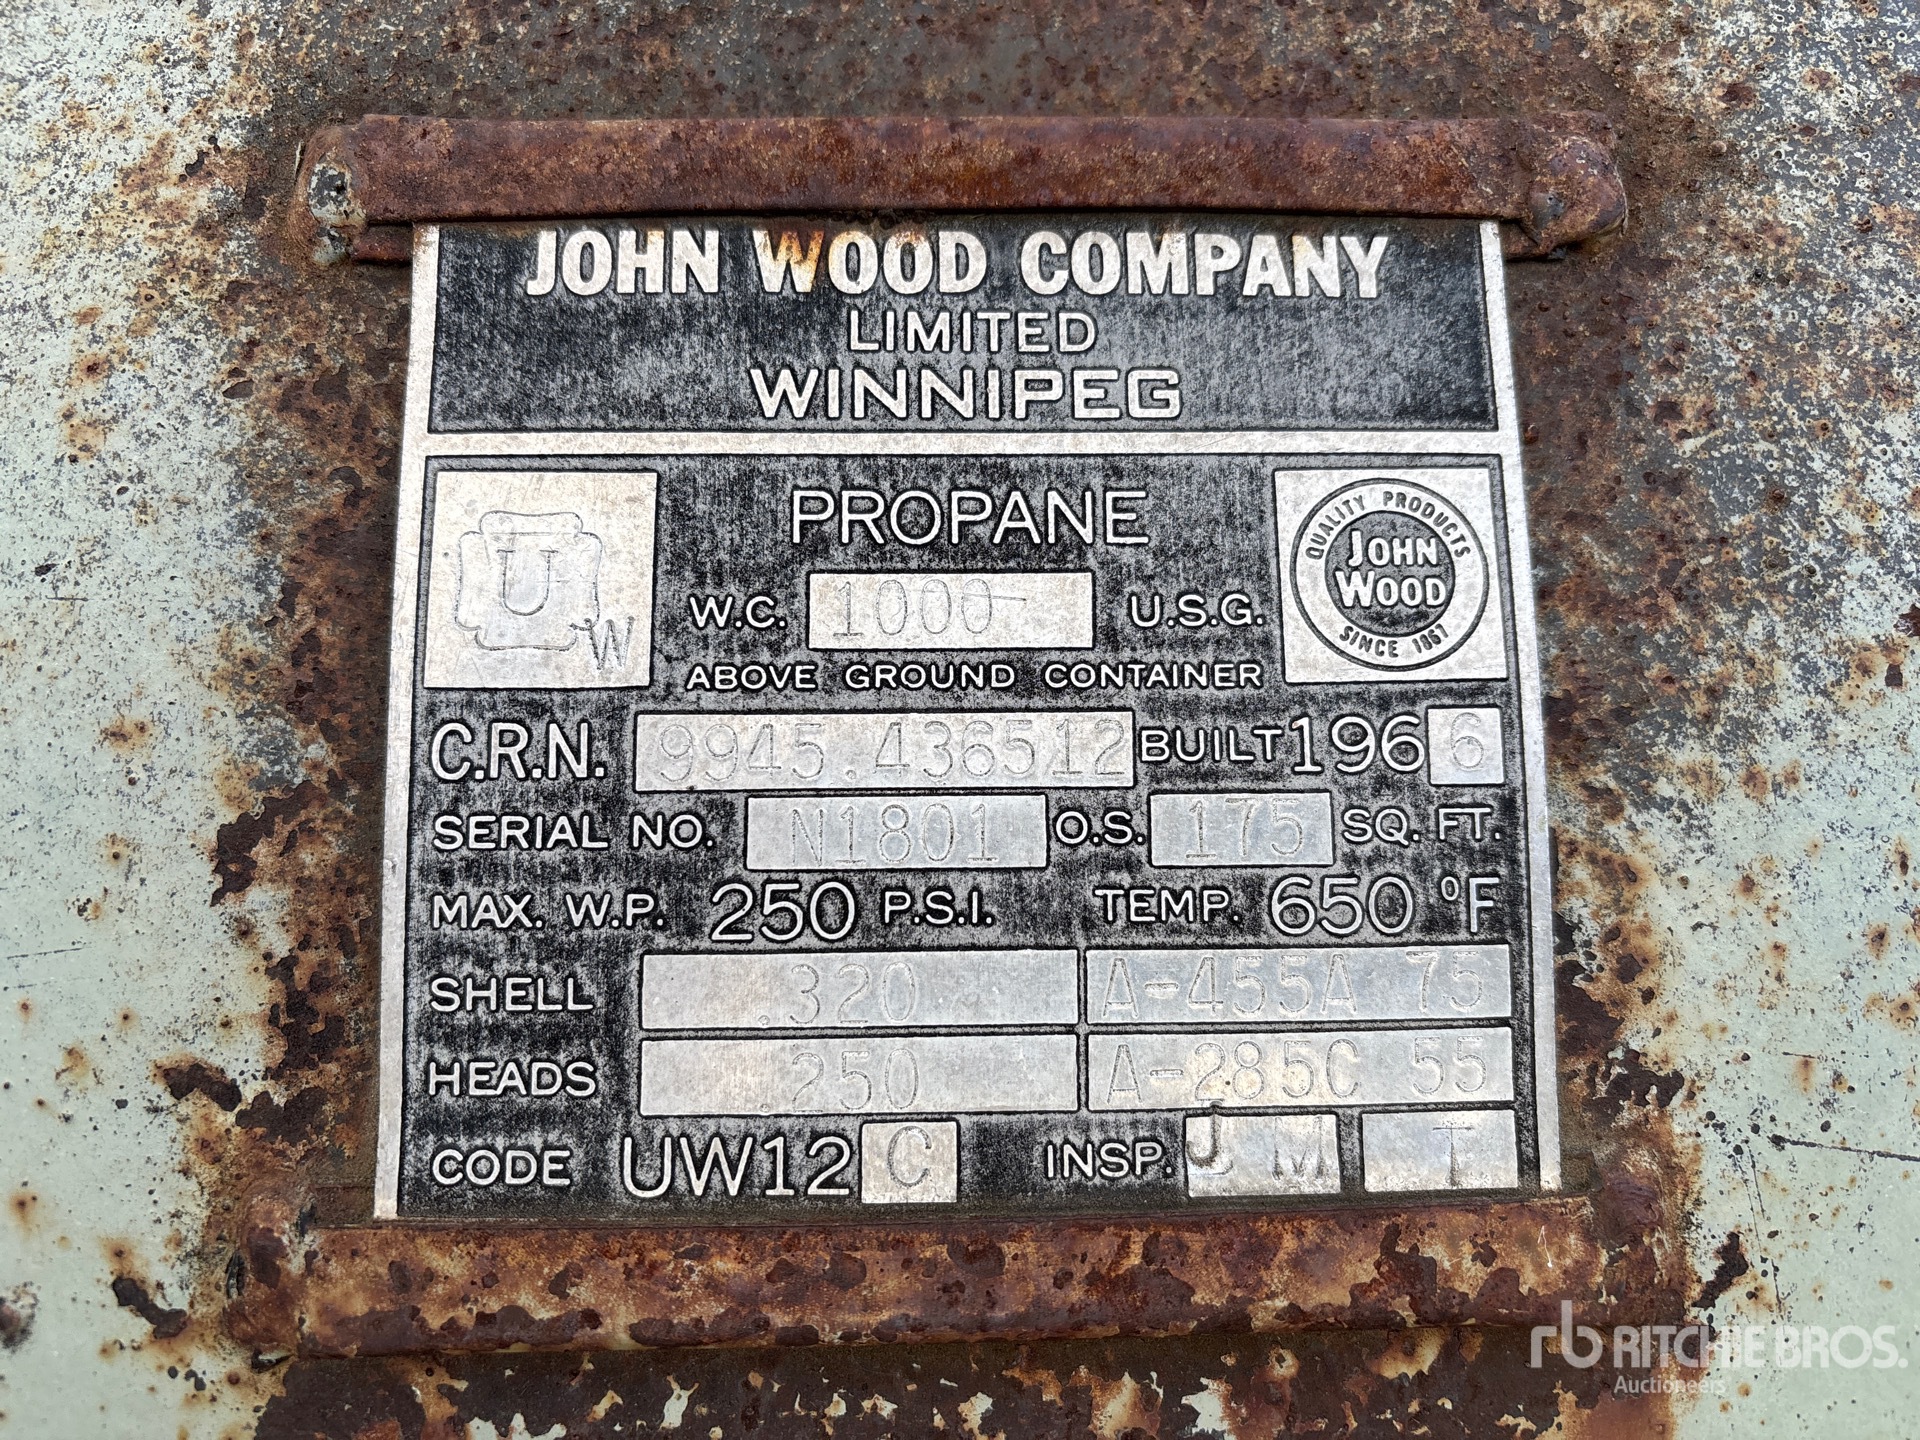 JOHN WOOD COMPANY
LIMITED
WINNIPEG
U W
PROPANE
QUALITY PRODUCTS
JOHN
WOOD
SINCE 1867
W.C. 1000 U.S.G.
ABOVE GROUND CONTAINER
C.R.N. 9945.436512 BUILT 1966
SERIAL NO. N1801 O.S. 175 SQ. FT.
MAX. W.P. 250 P.S.I. TEMP. 650 °F
SHELL .320 A-455A 75
HEADS .250 A-285C 55
CODE UW12 C INSP. J M T
rb RITCHIE BROS.
Auctioneers